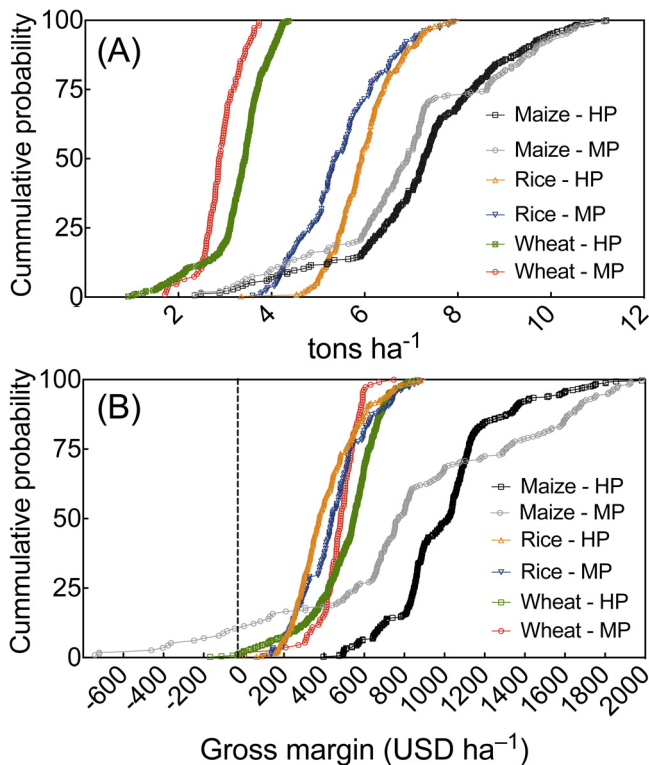 (A)
Cummulative probability
100
75
50
25
0
Maize - HP
Maize - MP
Rice - HP
Rice - MP
Wheat - HP
Wheat - MP
2 4 6 8 10 12
tons ha⁻¹
(B)
Cummulative probability
100
75
50
25
0
Maize - HP
Maize - MP
Rice - HP
Rice - MP
Wheat - HP
Wheat - MP
-600 -400 -200 0 200 400 600 800 1000 1200 1400 1600 1800 2000
Gross margin (USD ha⁻¹)